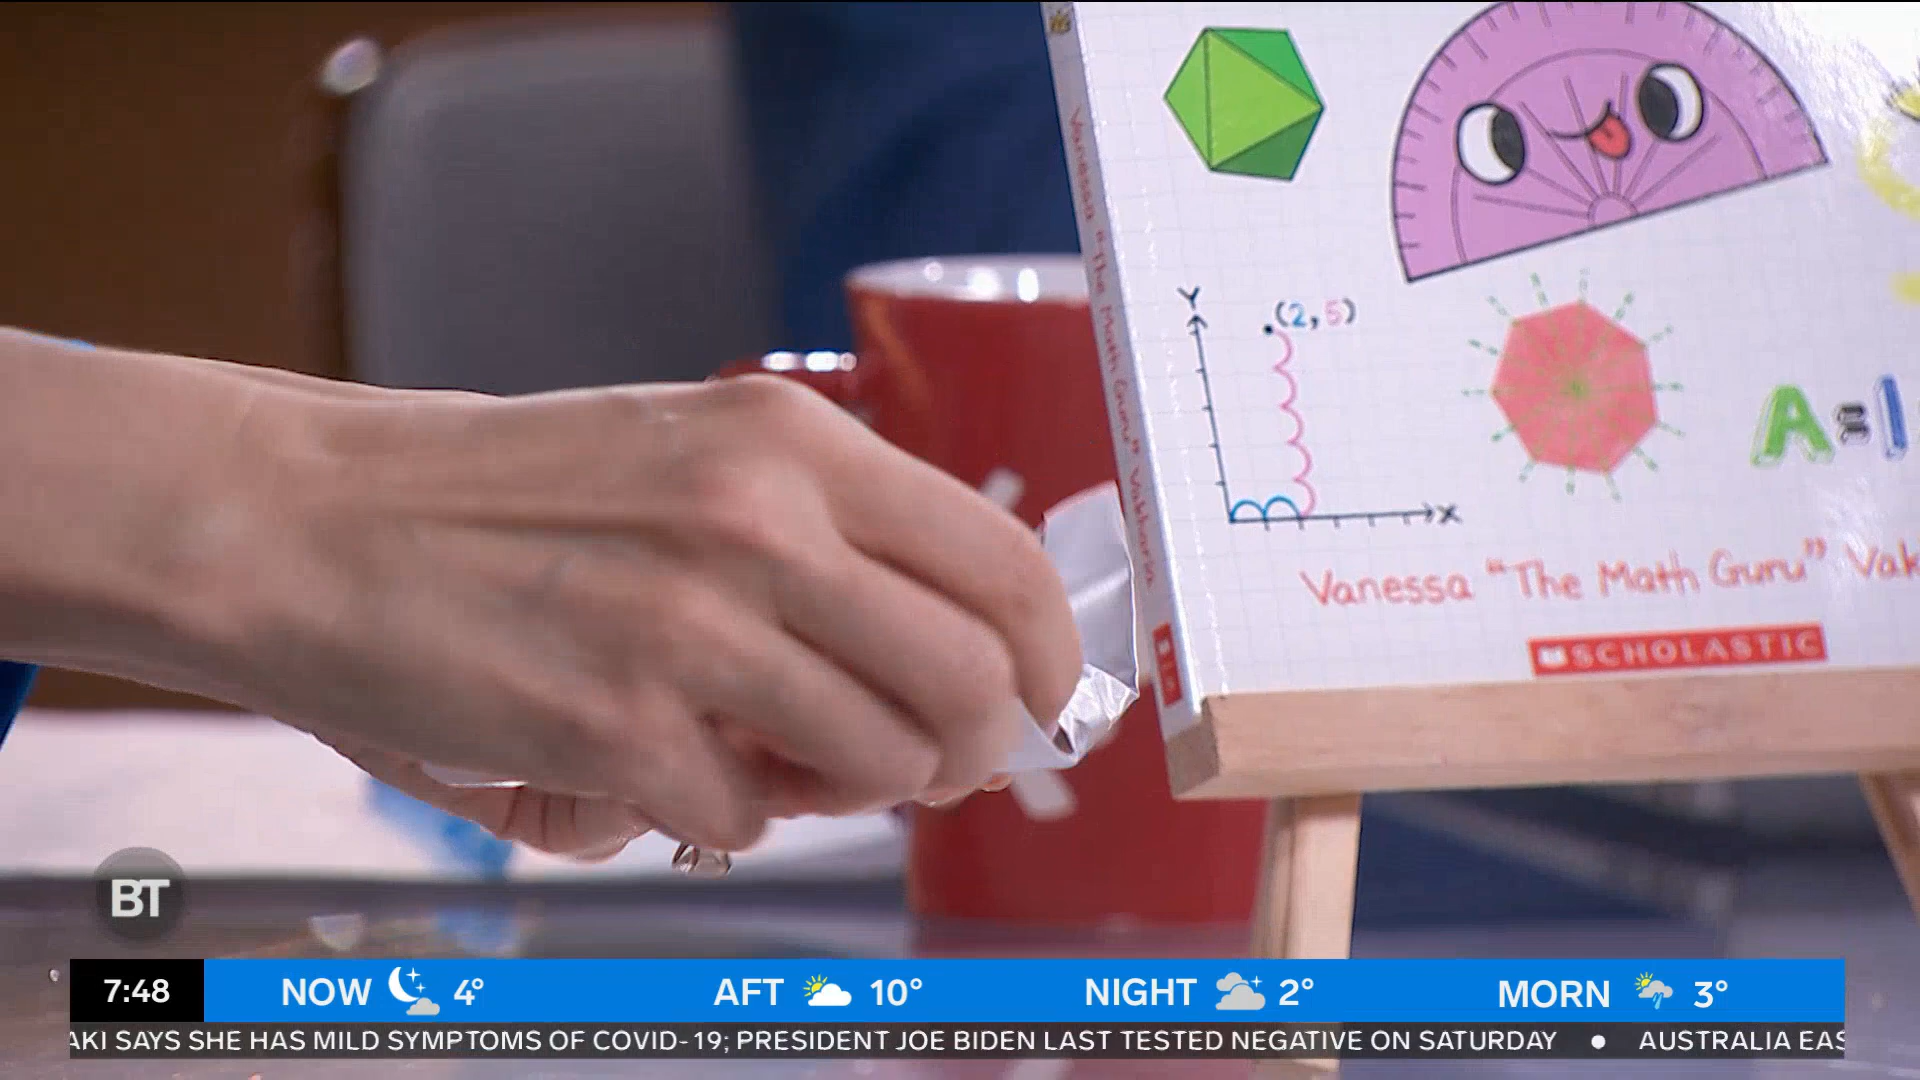 Y
(2, 5)
X
A=l
Vanessa "The Math Guru" Vak
SCHOLASTIC
Vanessa "The Math Guru" Vakharia
BT
7:48 NOW 4° AFT 10° NIGHT 2° MORN 3°
AKI SAYS SHE HAS MILD SYMPTOMS OF COVID-19; PRESIDENT JOE BIDEN LAST TESTED NEGATIVE ON SATURDAY ● AUSTRALIA EAS